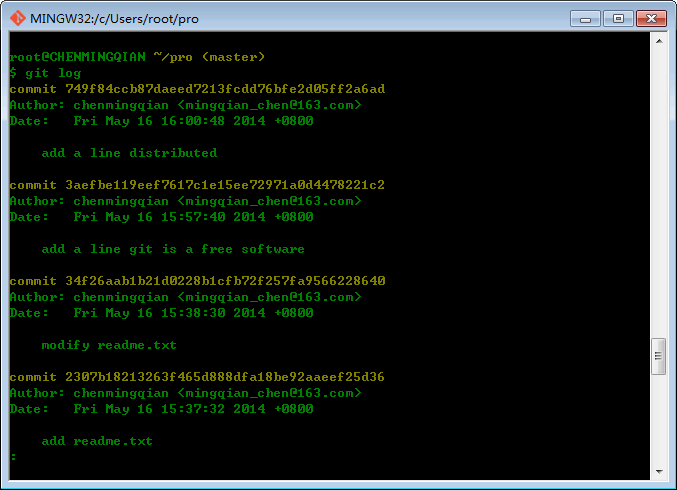 MINGW32:/c/Users/root/pro
root@CHENMINGQIAN ~/pro (master)
$ git log
commit 749f84ccb87daeed7213fcdd76bfe2d05ff2a6ad
Author: chenmingqian <mingqian_chen@163.com>
Date:   Fri May 16 16:00:48 2014 +0800
    add a line distributed
commit 3aefbe119eef7617c1e15ee72971a0d4478221c2
Author: chenmingqian <mingqian_chen@163.com>
Date:   Fri May 16 15:57:40 2014 +0800
    add a line git is a free software
commit 34f26aab1b21d0228b1cfb72f257fa9566228640
Author: chenmingqian <mingqian_chen@163.com>
Date:   Fri May 16 15:38:30 2014 +0800
    modify readme.txt
commit 2307b18213263f465d888dfa18be92aaeef25d36
Author: chenmingqian <mingqian_chen@163.com>
Date:   Fri May 16 15:37:32 2014 +0800
    add readme.txt
: